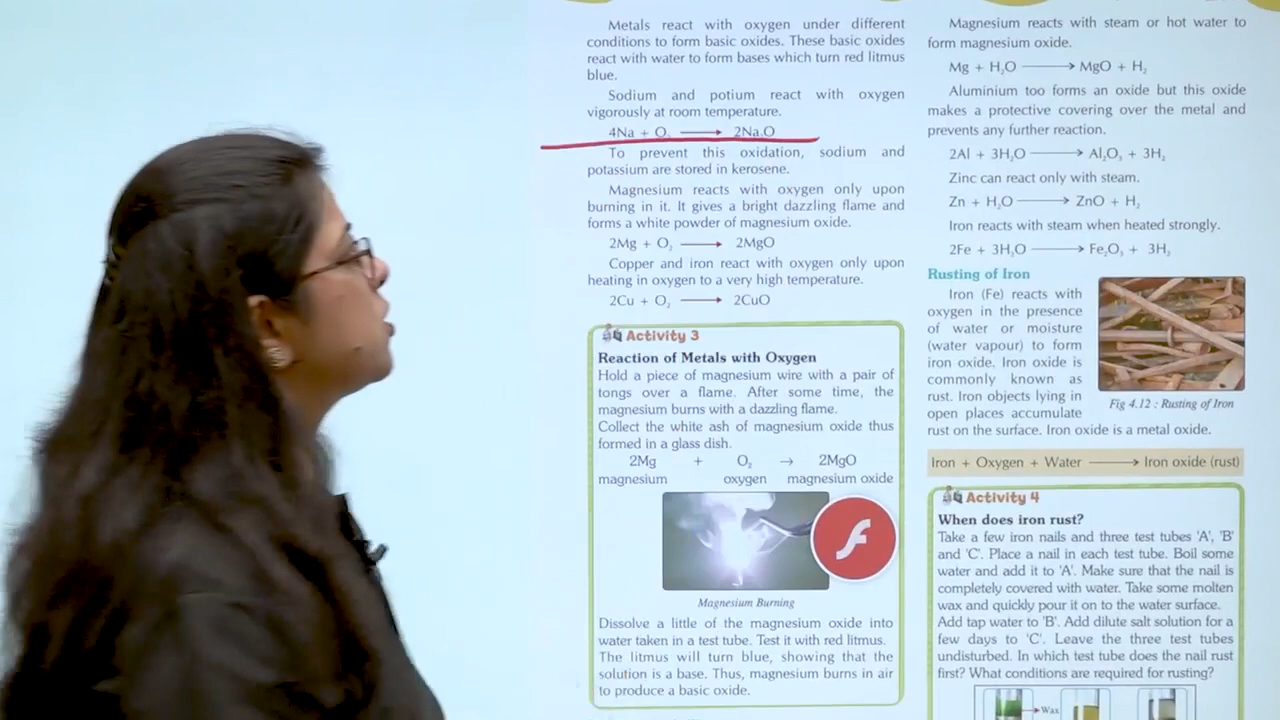 Metals react with oxygen under different
conditions to form basic oxides. These basic oxides
react with water to form bases which turn red litmus
blue.
Sodium and potium react with oxygen
vigorously at room temperature.
4Na + O₂ ⟶ 2Na₂O
To prevent this oxidation, sodium and
potassium are stored in kerosene.
Magnesium reacts with oxygen only upon
burning in it. It gives a bright dazzling flame and
forms a white powder of magnesium oxide.
2Mg + O₂ ⟶ 2MgO
Copper and iron react with oxygen only upon
heating in oxygen to a very high temperature.
2Cu + O₂ ⟶ 2CuO
Activity 3
Reaction of Metals with Oxygen
Hold a piece of magnesium wire with a pair of
tongs over a flame. After some time, the
magnesium burns with a dazzling flame.
Collect the white ash of magnesium oxide thus
formed in a glass dish.
2Mg + O₂ → 2MgO
magnesium oxygen magnesium oxide
Magnesium Burning
Dissolve a little of the magnesium oxide into
water taken in a test tube. Test it with red litmus.
The litmus will turn blue, showing that the
solution is a base. Thus, magnesium burns in air
to produce a basic oxide.
Magnesium reacts with steam or hot water to
form magnesium oxide.
Mg + H₂O ⟶ MgO + H₂
Aluminium too forms an oxide but this oxide
makes a protective covering over the metal and
prevents any further reaction.
2Al + 3H₂O ⟶ Al₂O₃ + 3H₂
Zinc can react only with steam.
Zn + H₂O ⟶ ZnO + H₂
Iron reacts with steam when heated strongly.
2Fe + 3H₂O ⟶ Fe₂O₃ + 3H₂
Rusting of Iron
Iron (Fe) reacts with
oxygen in the presence
of water or moisture
(water vapour) to form
iron oxide. Iron oxide is
commonly known as
rust. Iron objects lying in
open places accumulate
rust on the surface. Iron oxide is a metal oxide.
Fig 4.12 : Rusting of Iron
Iron + Oxygen + Water ⟶ Iron oxide (rust)
Activity 4
When does iron rust?
Take a few iron nails and three test tubes 'A', 'B'
and 'C'. Place a nail in each test tube. Boil some
water and add it to 'A'. Make sure that the nail is
completely covered with water. Take some molten
wax and quickly pour it on to the water surface.
Add tap water to 'B'. Add dilute salt solution for a
few days to 'C'. Leave the three test tubes
undisturbed. In which test tube does the nail rust
first? What conditions are required for rusting?
Wax